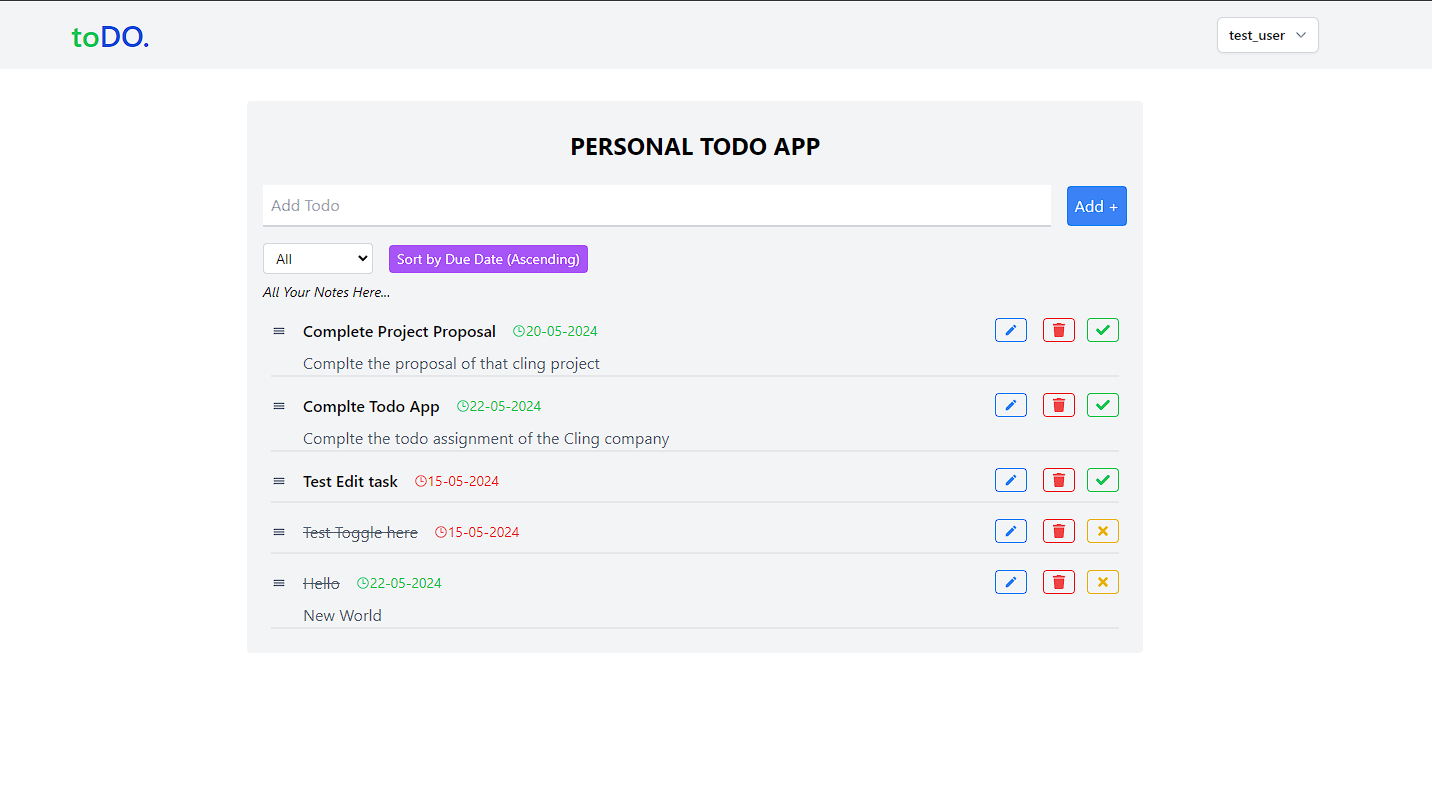 toDO.
test_user
PERSONAL TODO APP
Add Todo
Add +
All
Sort by Due Date (Ascending)
All Your Notes Here...
Complete Project Proposal 20-05-2024
Complte the proposal of that cling project
Complte Todo App 22-05-2024
Complte the todo assignment of the Cling company
Test Edit task 15-05-2024
Test Toggle here 15-05-2024
Hello 22-05-2024
New World